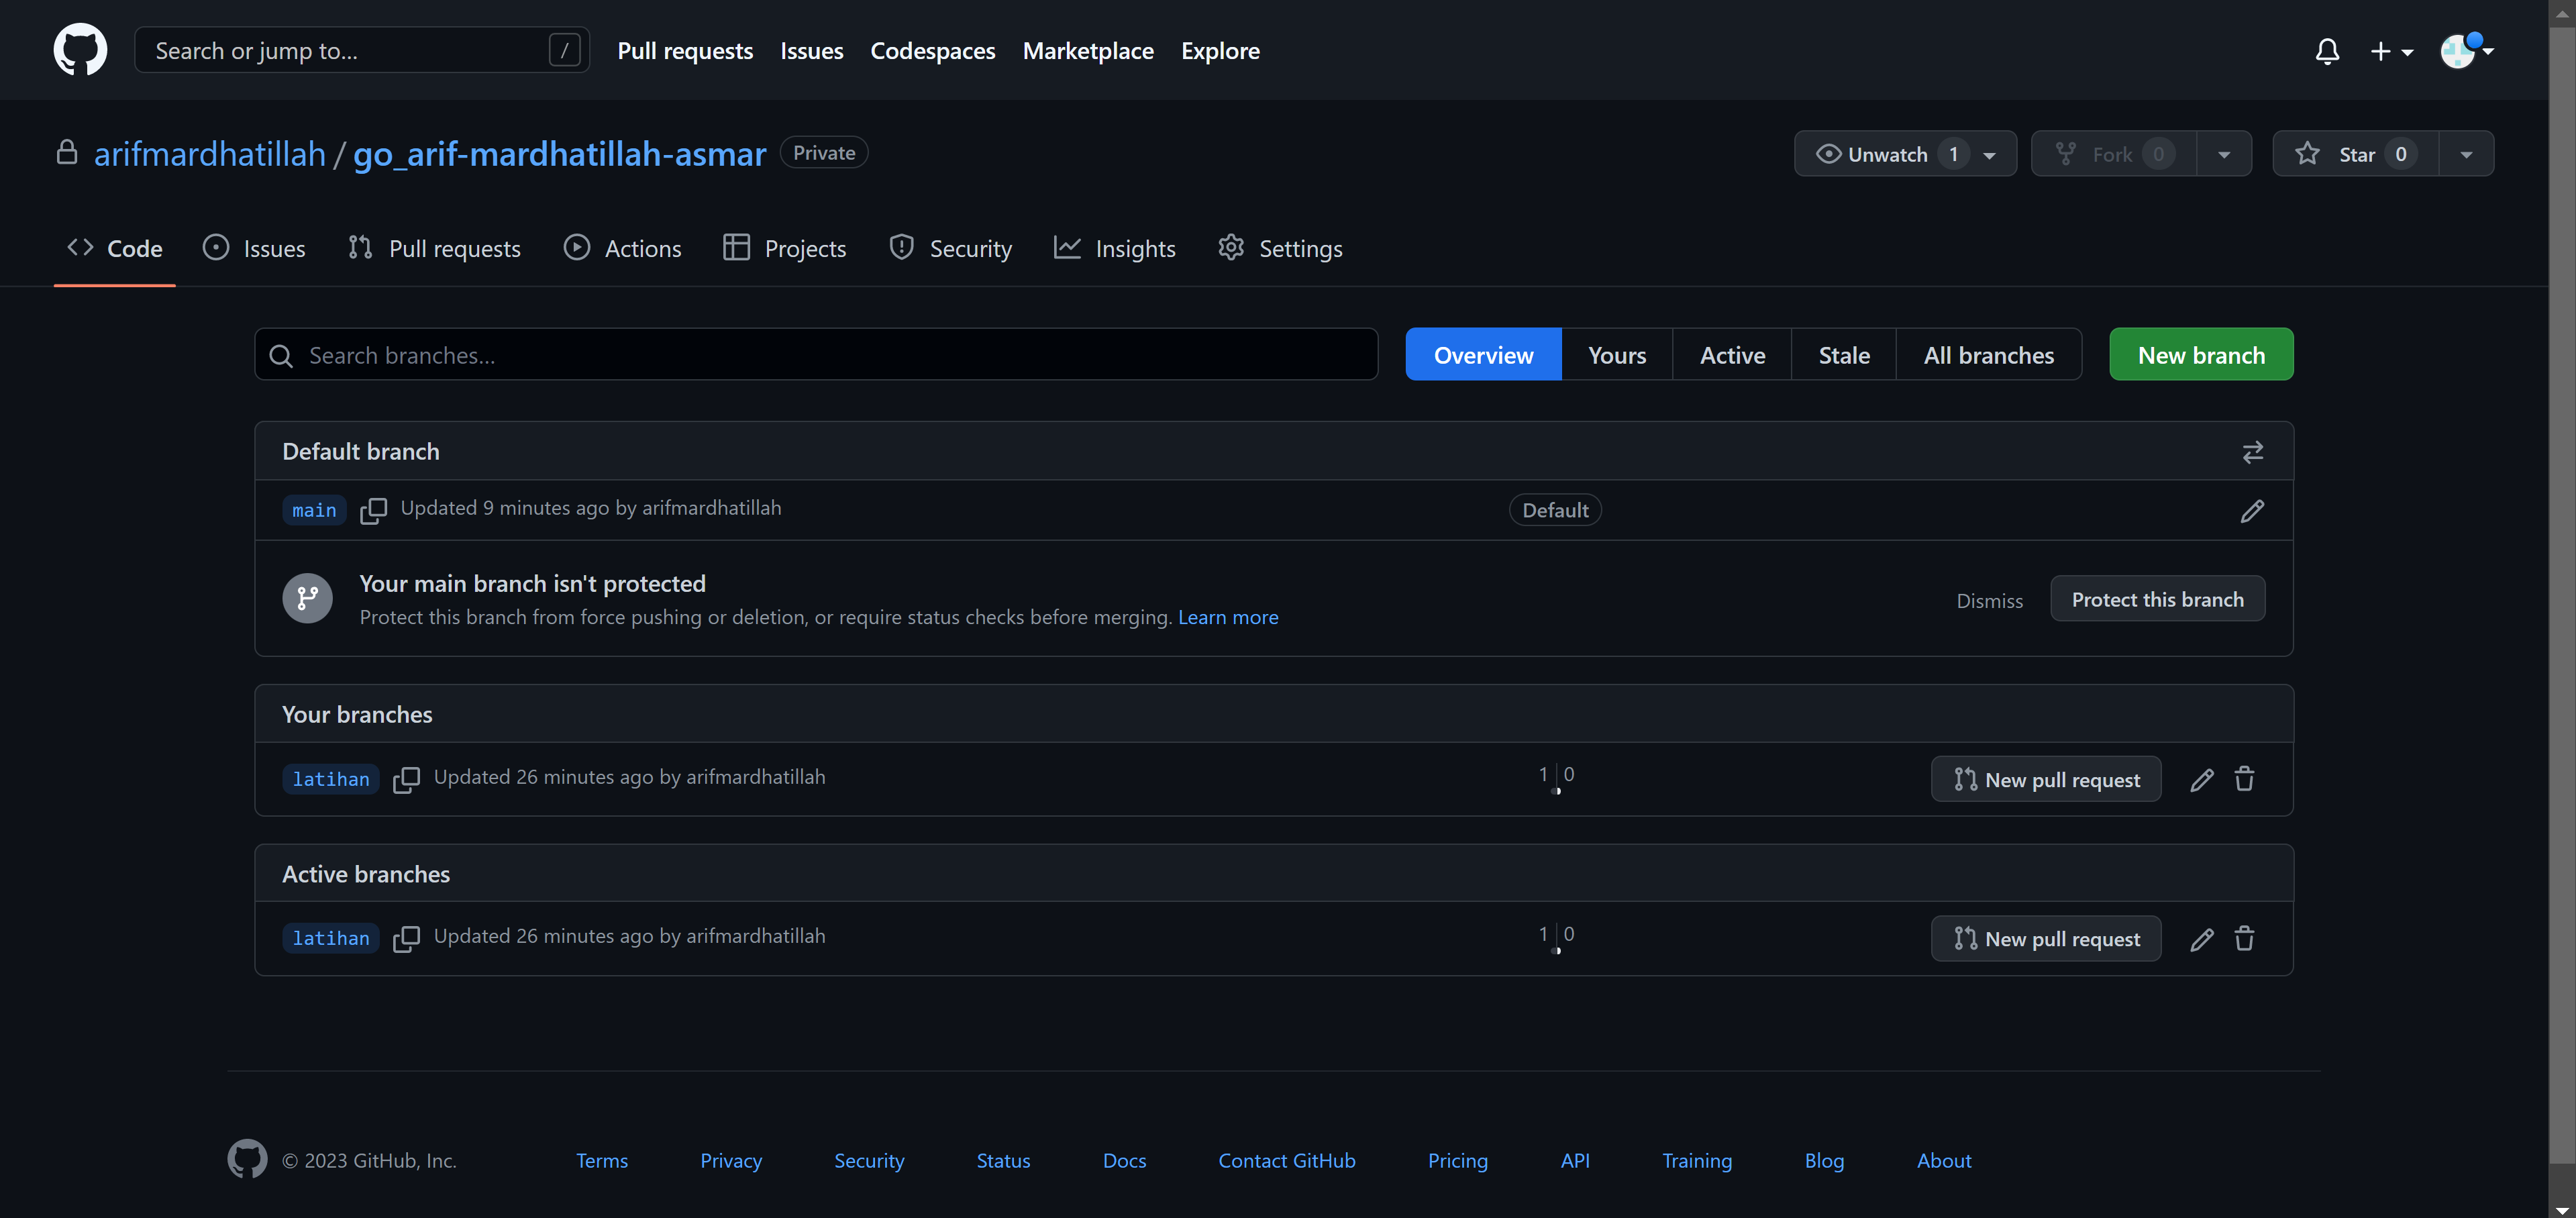 Search or jump to... /
Pull requests Issues Codespaces Marketplace Explore
arifmardhatillah / go_arif-mardhatillah-asmar Private
Unwatch 1 Fork 0 Star 0
Code Issues Pull requests Actions Projects Security Insights Settings
Search branches... Overview Yours Active Stale All branches New branch
Default branch
main Updated 9 minutes ago by arifmardhatillah Default
Your main branch isn't protected
Protect this branch from force pushing or deletion, or require status checks before merging. Learn more
Dismiss Protect this branch
Your branches
latihan Updated 26 minutes ago by arifmardhatillah 1 0 New pull request
Active branches
latihan Updated 26 minutes ago by arifmardhatillah 1 0 New pull request
© 2023 GitHub, Inc. Terms Privacy Security Status Docs Contact GitHub Pricing API Training Blog About